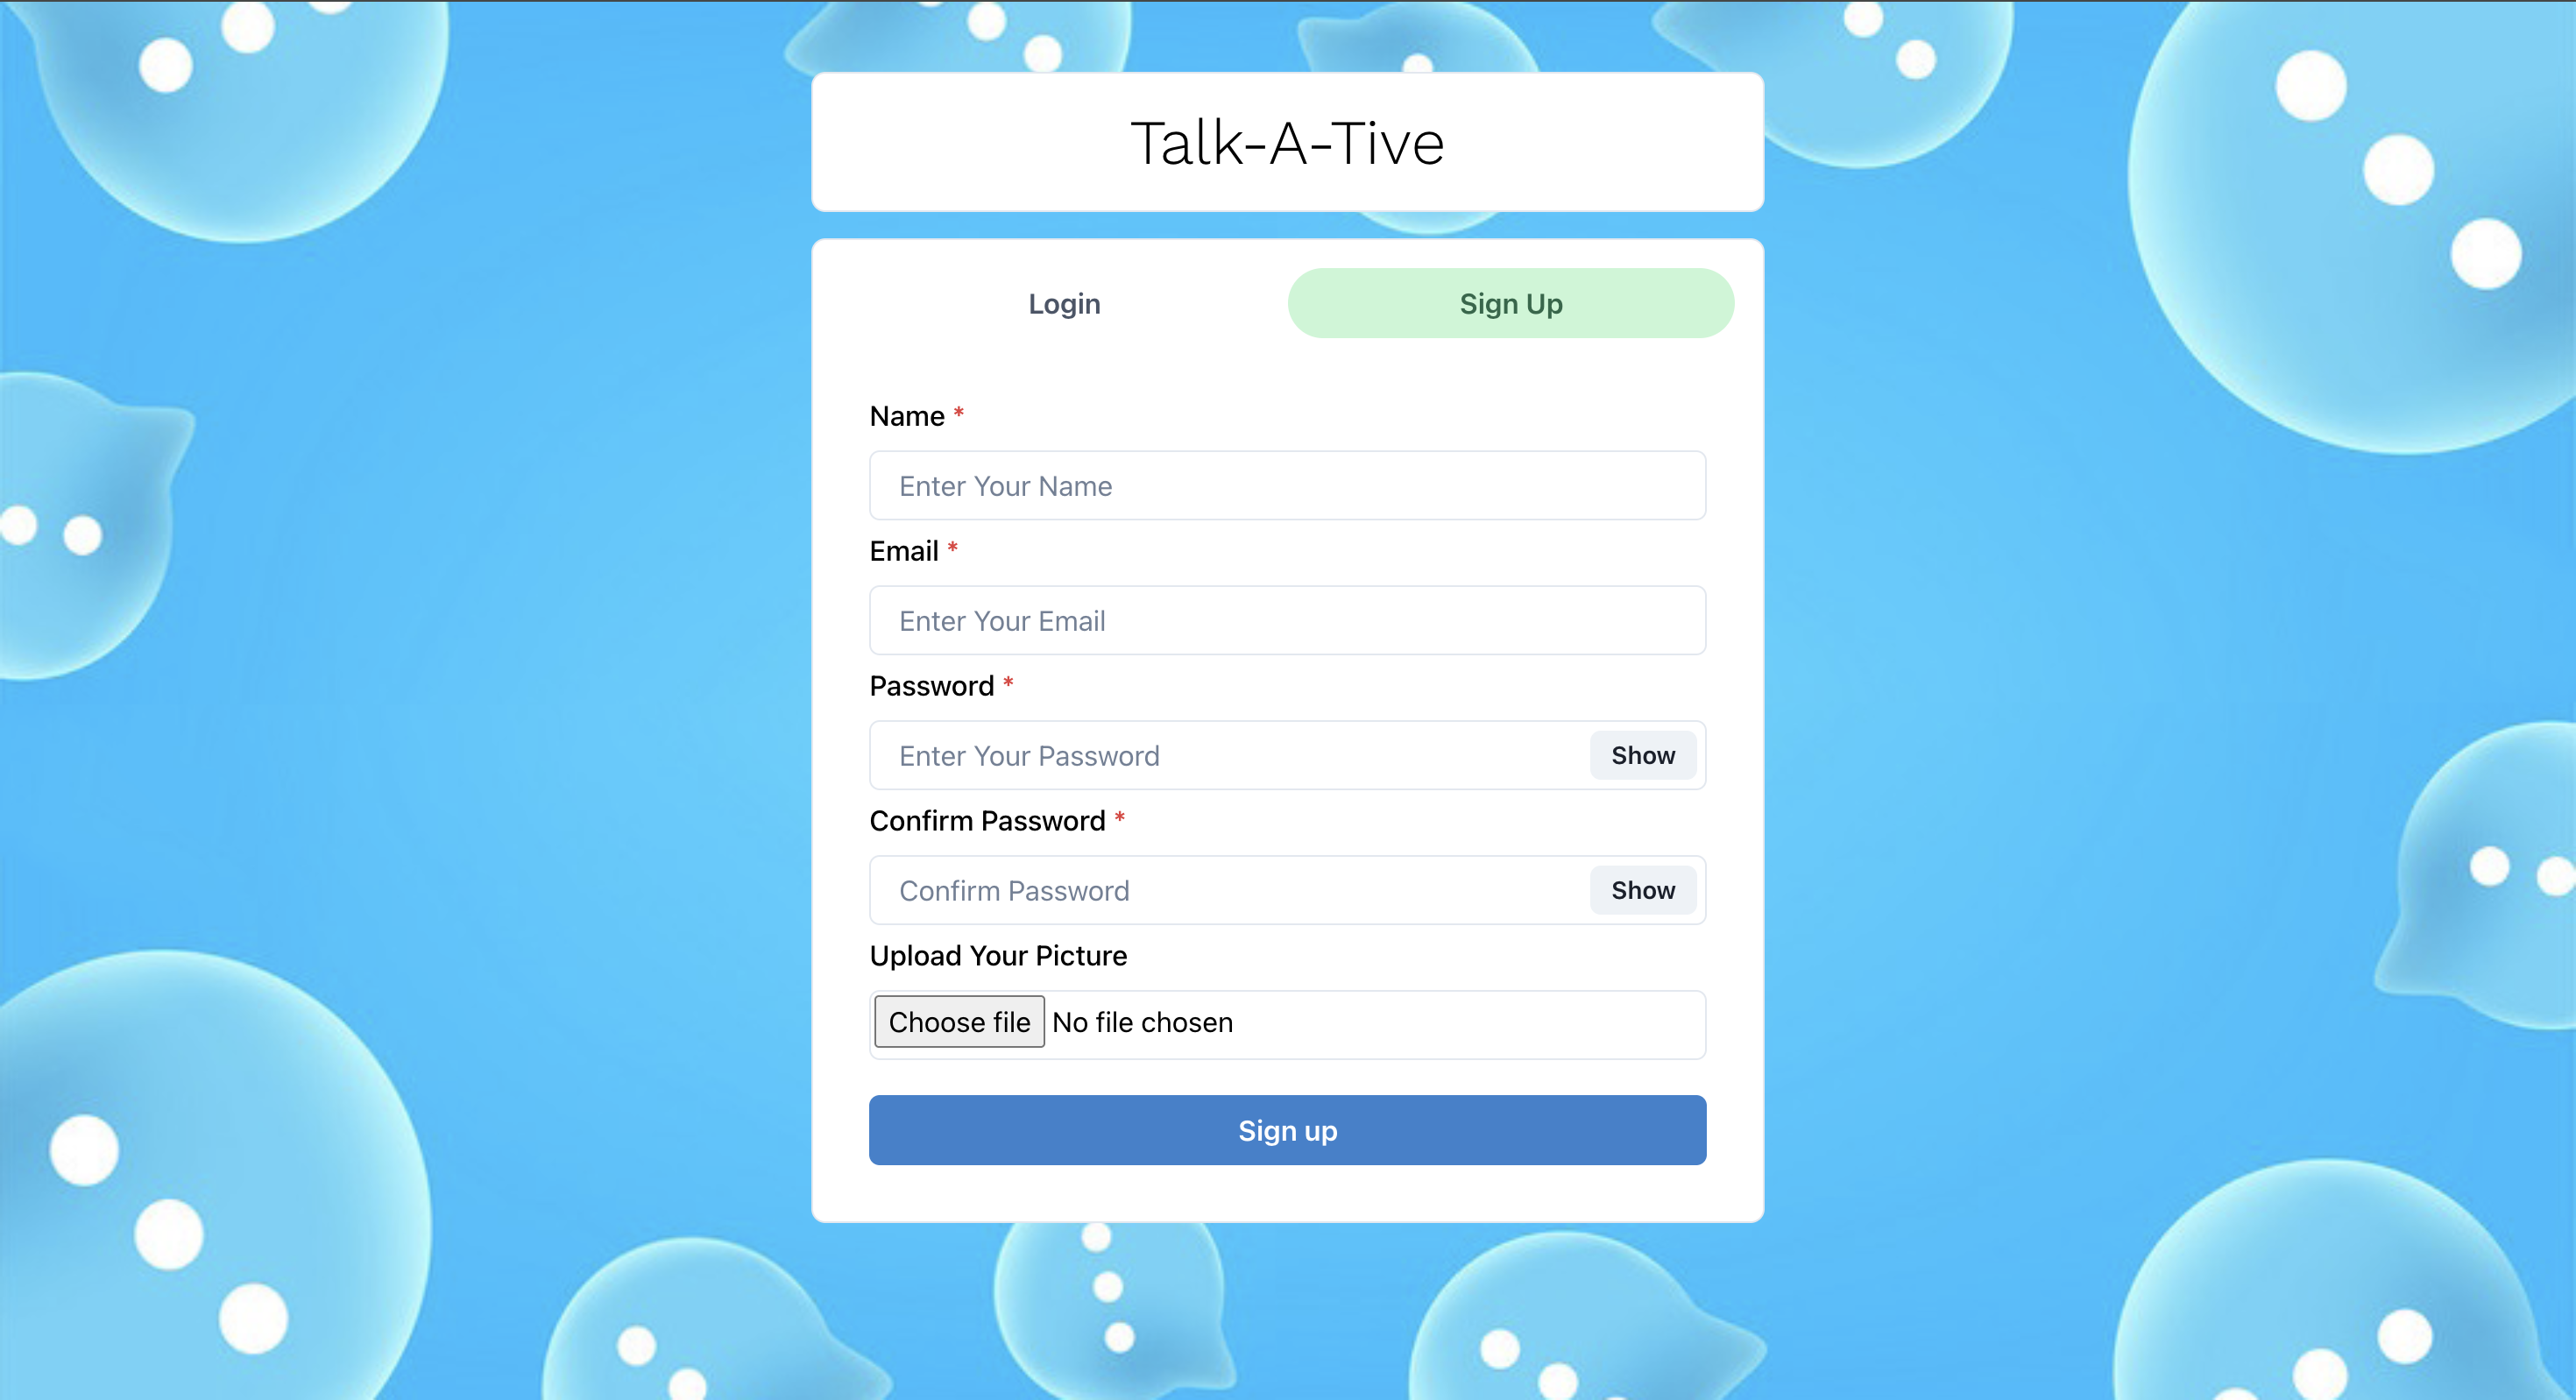 Talk-A-Tive
Login
Sign Up
Name *
Enter Your Name
Email *
Enter Your Email
Password *
Enter Your Password
Show
Confirm Password *
Confirm Password
Show
Upload Your Picture
Choose file No file chosen
Sign up